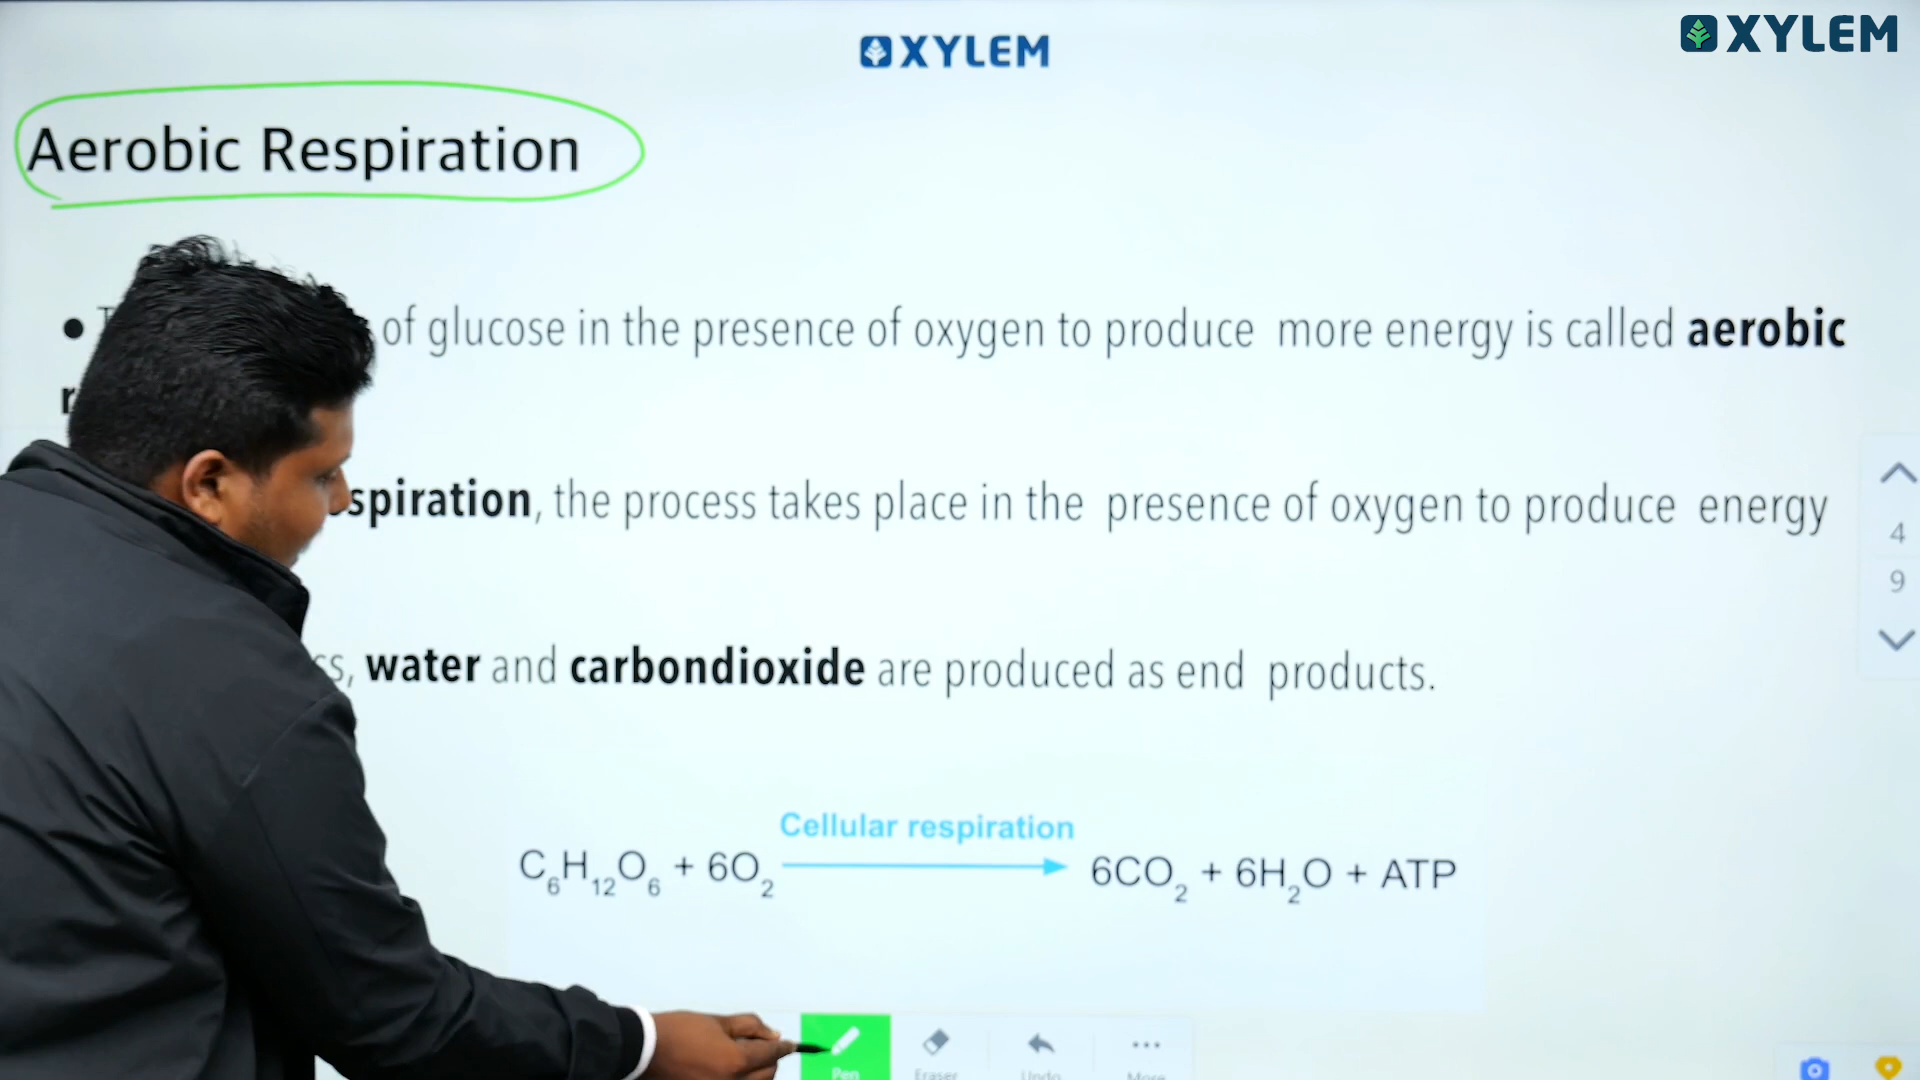 XYLEM
XYLEM
Aerobic Respiration
of glucose in the presence of oxygen to produce more energy is called aerobic
spiration, the process takes place in the presence of oxygen to produce energy
s, water and carbondioxide are produced as end products.
Cellular respiration
C6H12O6 + 6O2 6CO2 + 6H2O + ATP
4
9
Pen
Eraser
Undo
More